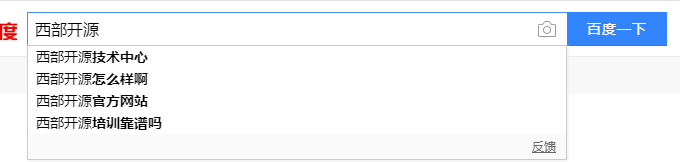 度
西部开源
百度一下
西部开源技术中心
西部开源怎么样啊
西部开源官方网站
西部开源培训靠谱吗
反馈